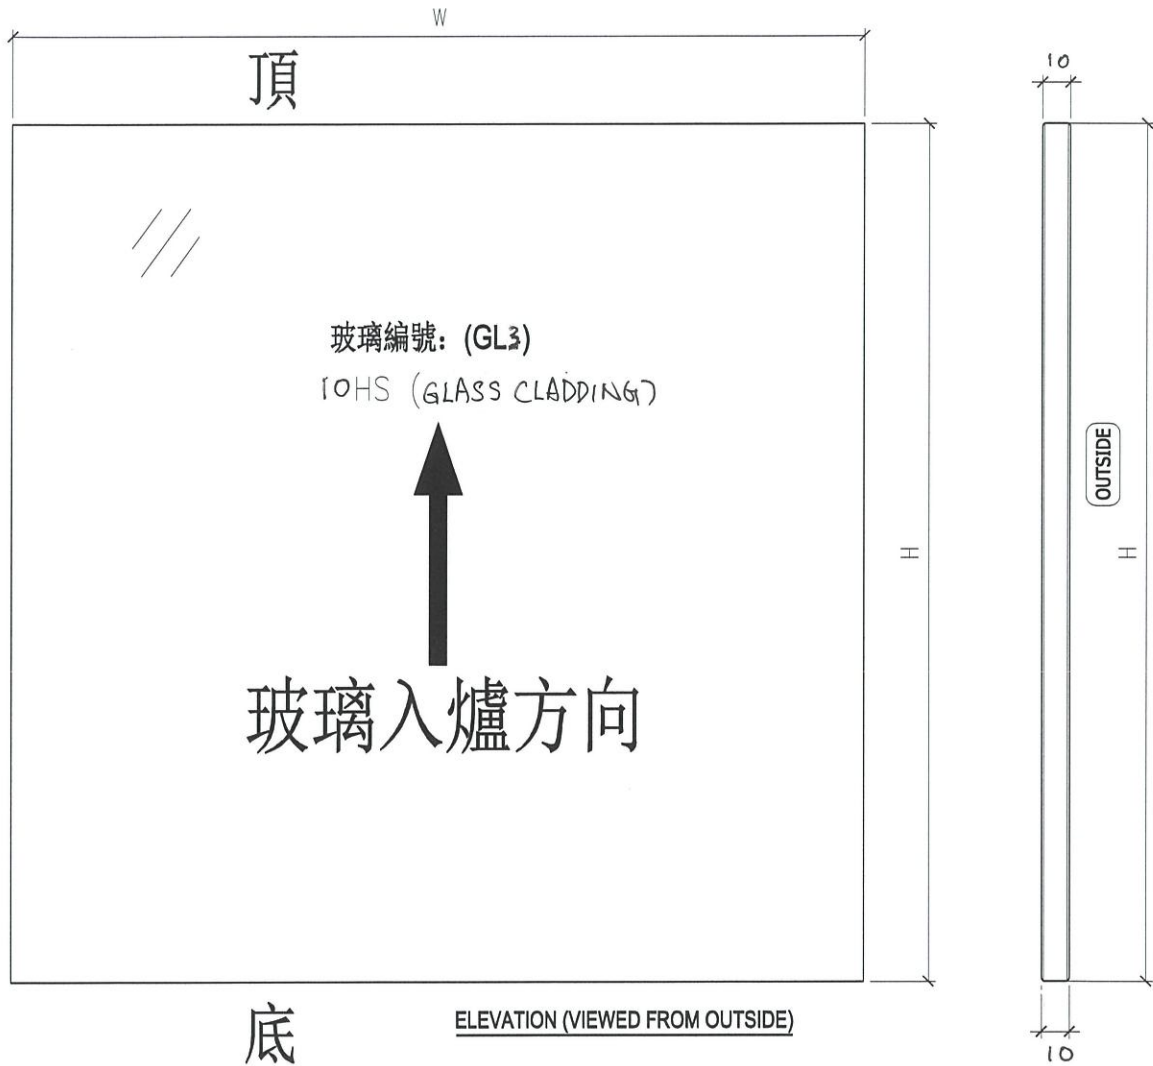 W
頂
10
玻璃編號: (GL3)
10HS (GLASS CLADDING)
OUTSIDE
H
H
玻璃入爐方向
底
ELEVATION (VIEWED FROM OUTSIDE)
10